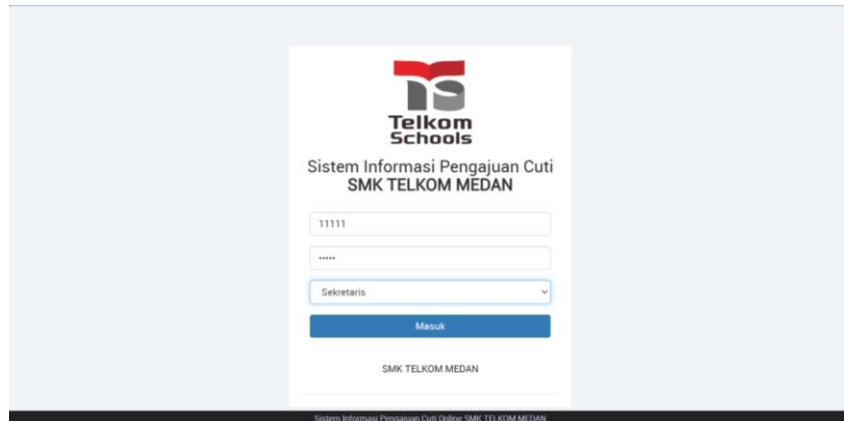 Telkom
Schools
Sistem Informasi Pengajuan Cuti
SMK TELKOM MEDAN
11111
•••••
Sekretaris
Masuk
SMK TELKOM MEDAN
Sistem Informasi Pengajuan Cuti Online SMK TELKOM MEDAN